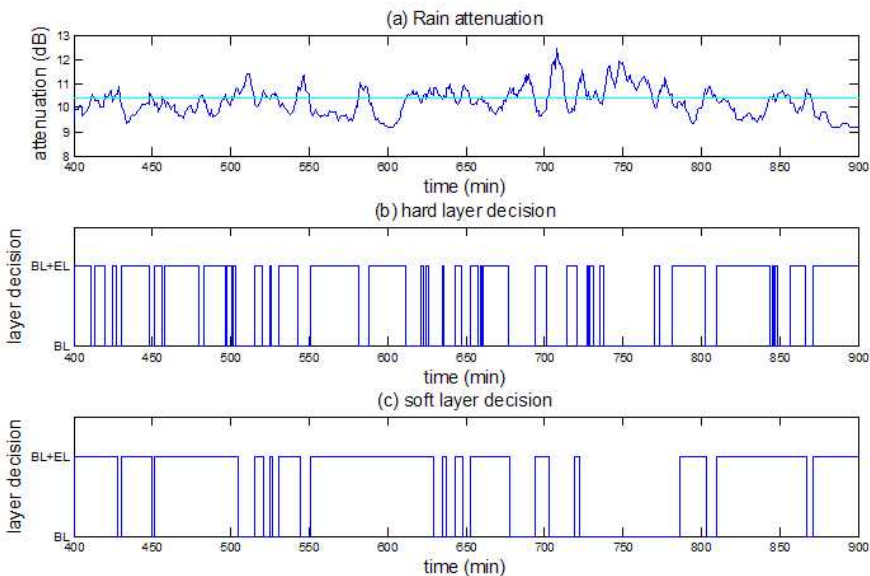 (a) Rain attenuation
attenuation (dB)
13
12
11
10
9
8
400 450 500 550 600 650 700 750 800 850 900
time (min)
(b) hard layer decision
layer decision
BL+EL
BL
400 450 500 550 600 650 700 750 800 850 900
time (min)
(c) soft layer decision
layer decision
BL+EL
BL
400 450 500 550 600 650 700 750 800 850 900
time (min)